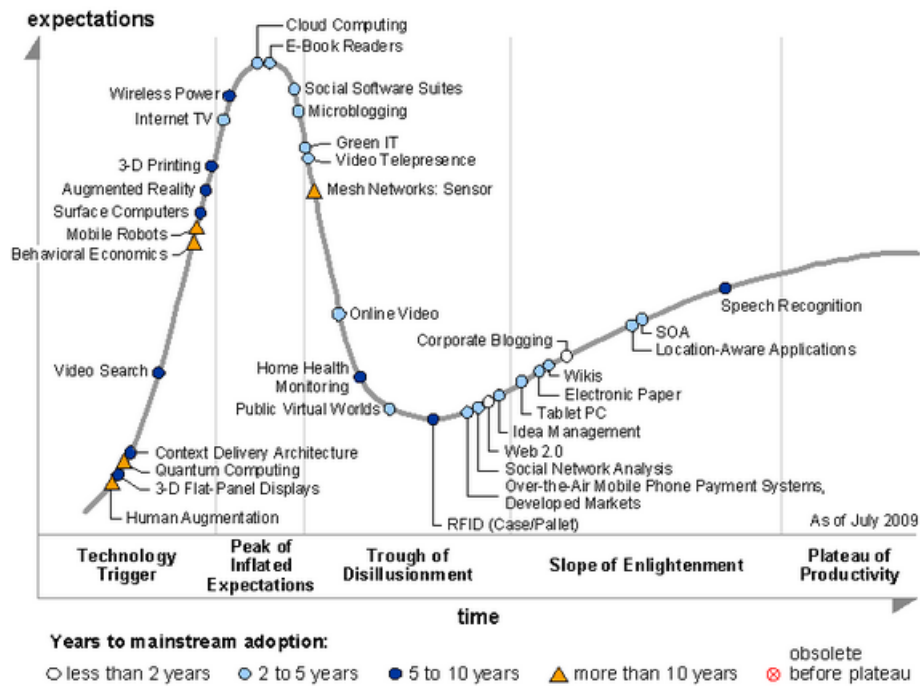 expectations
Cloud Computing
E-Book Readers
Social Software Suites
Microblogging
Green IT
Video Telepresence
Mesh Networks: Sensor
Wireless Power
Internet TV
3-D Printing
Augmented Reality
Surface Computers
Mobile Robots
Behavioral Economics
Video Search
Context Delivery Architecture
Quantum Computing
3-D Flat-Panel Displays
Human Augmentation
Online Video
Home Health
Monitoring
Public Virtual Worlds
Corporate Blogging
Speech Recognition
SOA
Location-Aware Applications
Wikis
Electronic Paper
Tablet PC
Idea Management
Web 2.0
Social Network Analysis
Over-the-Air Mobile Phone Payment Systems,
Developed Markets
RFID (Case/Pallet)
As of July 2009
Technology
Trigger
Peak of
Inflated
Expectations
Trough of
Disillusionment
Slope of Enlightenment
Plateau of
Productivity
time
Years to mainstream adoption:
less than 2 years
2 to 5 years
5 to 10 years
more than 10 years
obsolete
before plateau